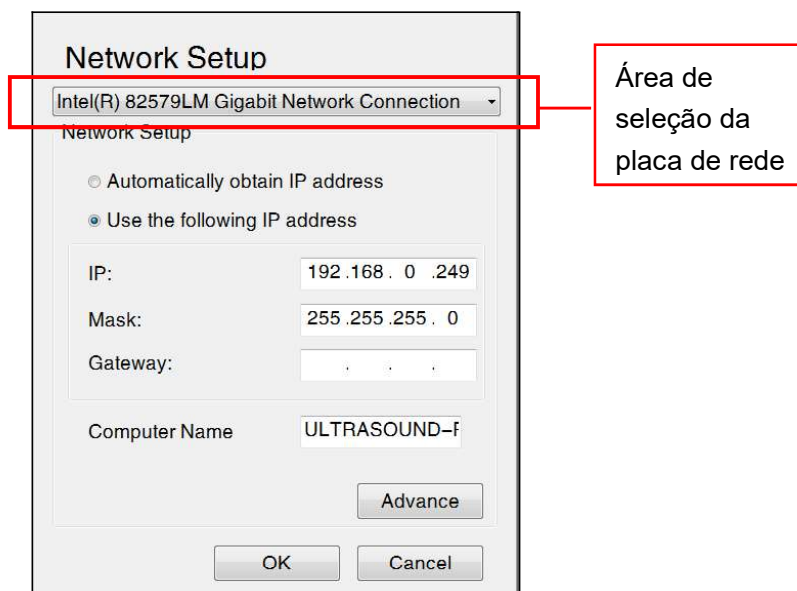 Network Setup
Intel(R) 82579LM Gigabit Network Connection
Área de
seleção da
placa de rede
Network Setup
Automatically obtain IP address
Use the following IP address
IP: 192 .168 . 0 .249
Mask: 255 .255 .255 . 0
Gateway: . . .
Computer Name ULTRASOUND-
Advance
OK Cancel